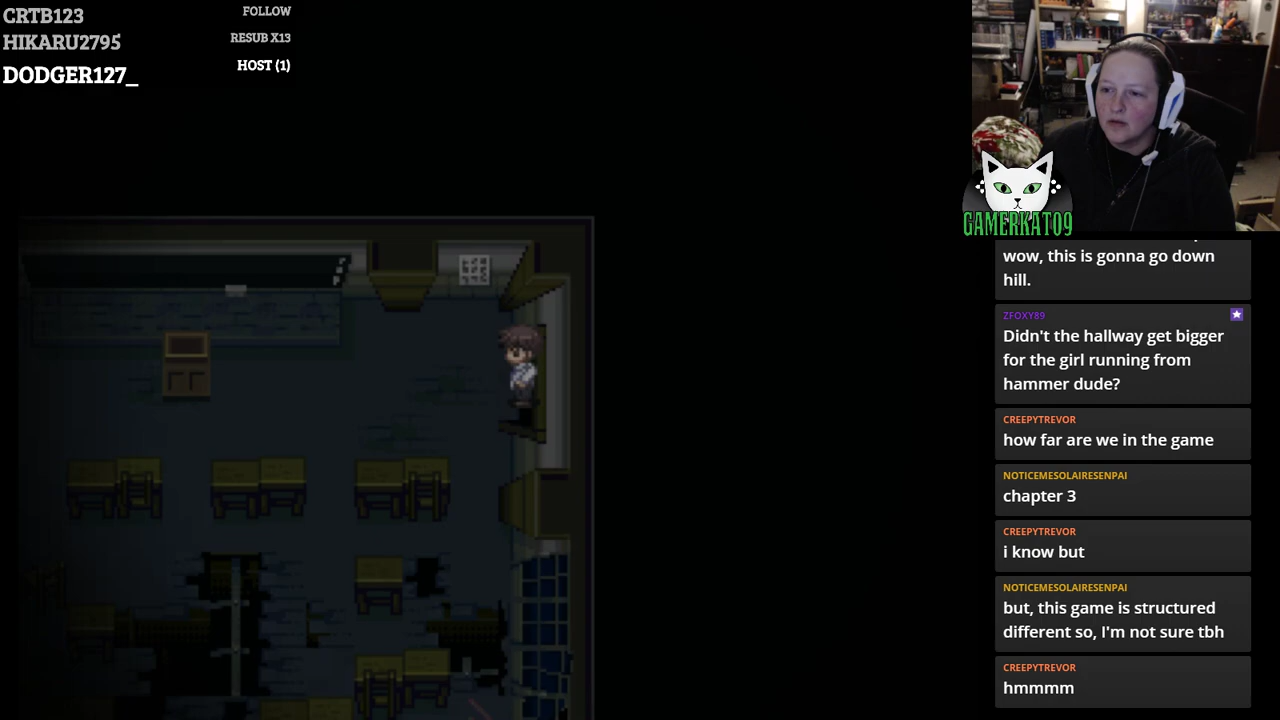 CRTB123 FOLLOW
HIKARU2795 RESUB X13
DODGER127_ HOST (1)
GAMERKAT09
wow, this is gonna go down
hill.
ZFOXY89
Didn't the hallway get bigger
for the girl running from
hammer dude?
CREEPYTREVOR
how far are we in the game
NOTICEMESOLAIRESENPAI
chapter 3
CREEPYTREVOR
i know but
NOTICEMESOLAIRESENPAI
but, this game is structured
different so, I'm not sure tbh
CREEPYTREVOR
hmmmm